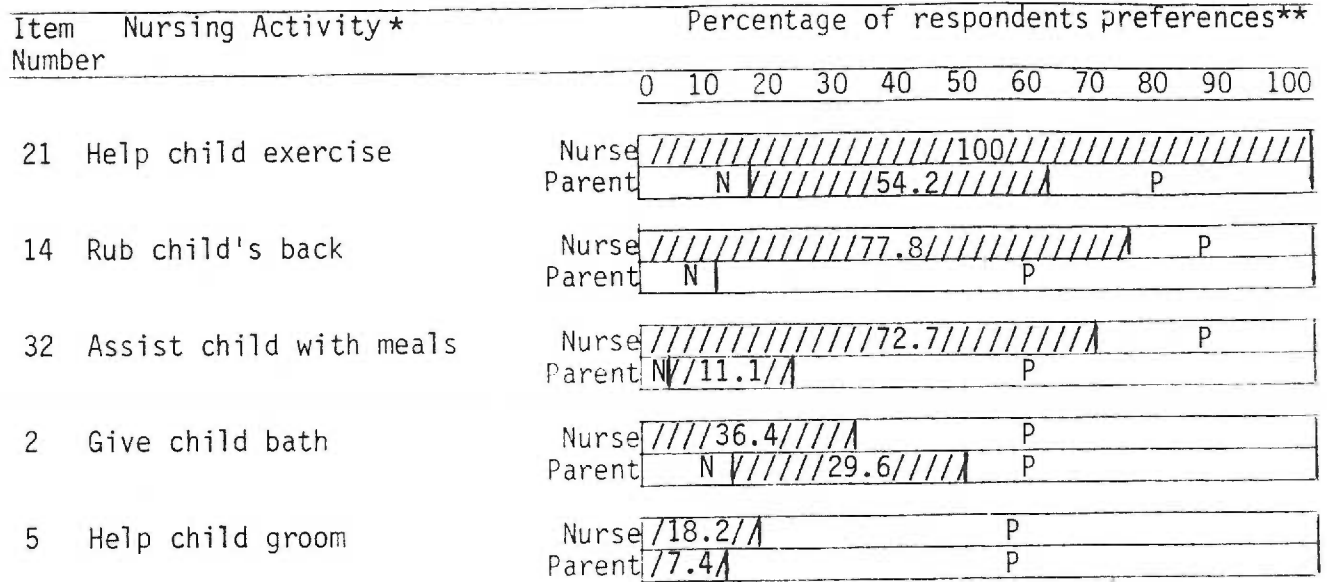 Item Nursing Activity* Percentage of respondents preferences**
Number
0 10 20 30 40 50 60 70 80 90 100
21 Help child exercise Nurse 100
Parent N 54.2 P
14 Rub child's back Nurse 77.8 P
Parent N P
32 Assist child with meals Nurse 72.7 P
Parent N 11.1 P
2 Give child bath Nurse 36.4 P
Parent N 29.6 P
5 Help child groom Nurse 18.2 P
Parent 7.4 P